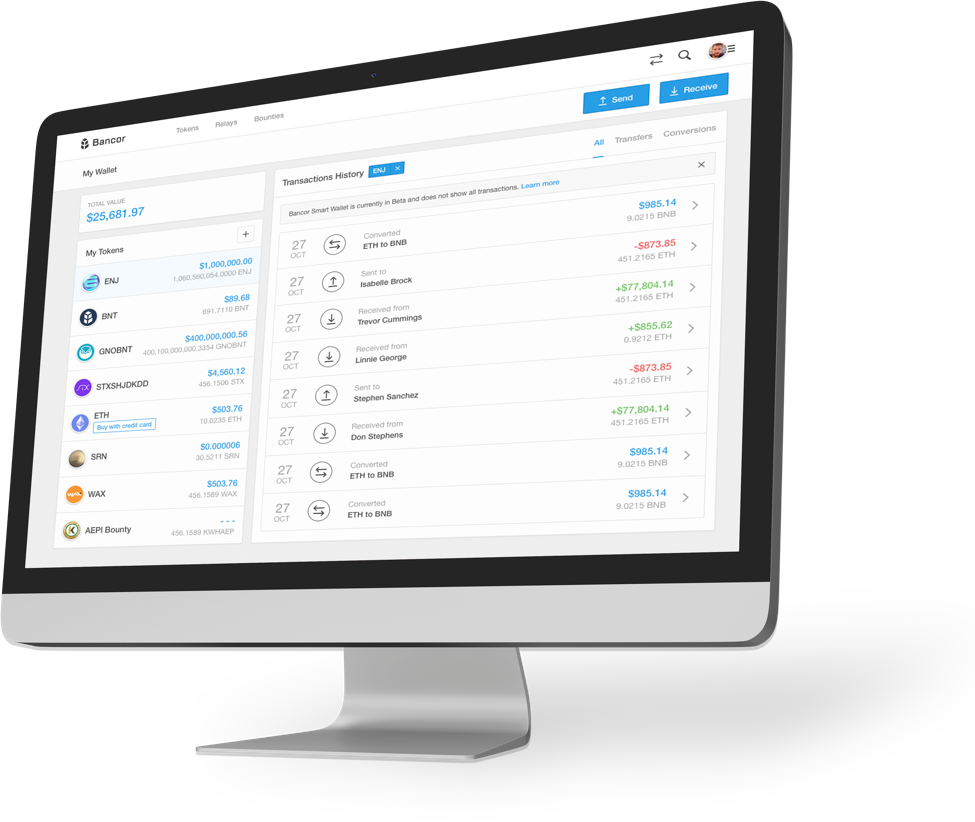 Bancor
Tokens
Relays
Bounties
Send
Receive
My Wallet
TOTAL VALUE
$25,681.97
My Tokens
+
ENJ
$1,000,000.00
1,060,560,054.0000 ENJ
BNT
$89.68
691.7110 BNT
GNOBNT
$400,000,000.56
400,100,000,000.3354 GNOBNT
STXSHJDKDD
$4,560.12
456.1506 STX
ETH
Buy with credit card
$503.76
10.0235 ETH
SRN
$0.000006
30.5211 SRN
WAX
$503.76
456.1589 WAX
AEPI Bounty
- - -
456.1589 KWHAEP
Transactions History
ENJ
All
Transfers
Conversions
Bancor Smart Wallet is currently in Beta and does not show all transactions. Learn more
27
OCT
Converted
ETH to BNB
$985.14
9.0215 BNB
27
OCT
Sent to
Isabelle Brock
-$873.85
451.2165 ETH
27
OCT
Received from
Trevor Cummings
+$77,804.14
451.2165 ETH
27
OCT
Received from
Linnie George
+$855.62
0.9212 ETH
27
OCT
Sent to
Stephen Sanchez
-$873.85
451.2165 ETH
27
OCT
Received from
Don Stephens
+$77,804.14
451.2165 ETH
27
OCT
Converted
ETH to BNB
$985.14
9.0215 BNB
27
OCT
Converted
ETH to BNB
$985.14
9.0215 BNB